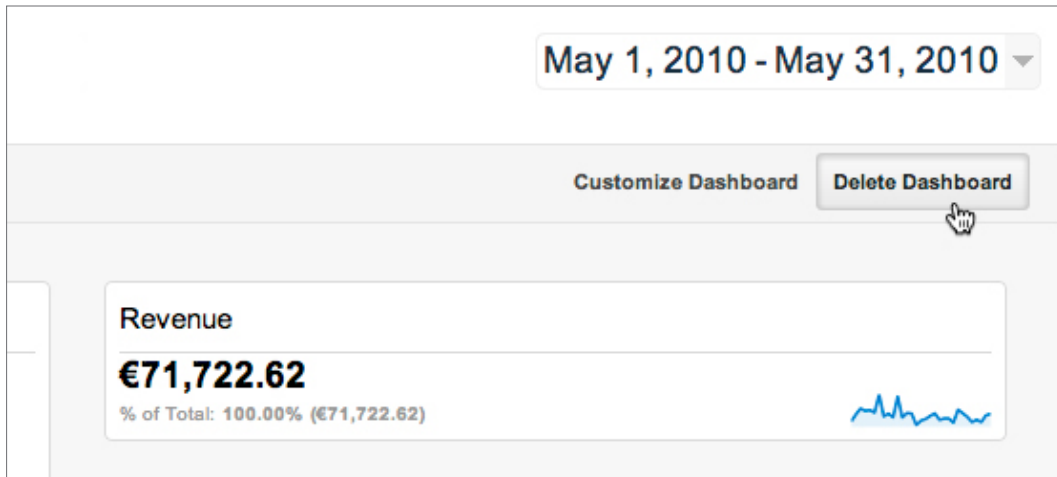 May 1, 2010 - May 31, 2010
Customize Dashboard Delete Dashboard
Revenue
€71,722.62
% of Total: 100.00% (€71,722.62)